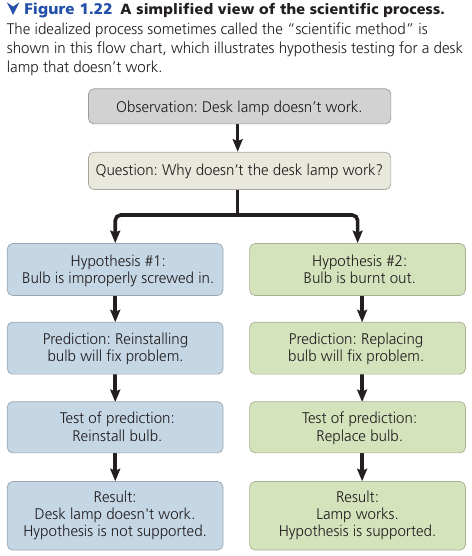 Figure 1.22 A simplified view of the scientific process.
The idealized process sometimes called the “scientific method” is
shown in this flow chart, which illustrates hypothesis testing for a desk
lamp that doesn’t work.
Observation: Desk lamp doesn’t work.
Question: Why doesn’t the desk lamp work?
Hypothesis #1:
Bulb is improperly screwed in.
Prediction: Reinstalling
bulb will fix problem.
Test of prediction:
Reinstall bulb.
Result:
Desk lamp doesn't work.
Hypothesis is not supported.
Hypothesis #2:
Bulb is burnt out.
Prediction: Replacing
bulb will fix problem.
Test of prediction:
Replace bulb.
Result:
Lamp works.
Hypothesis is supported.